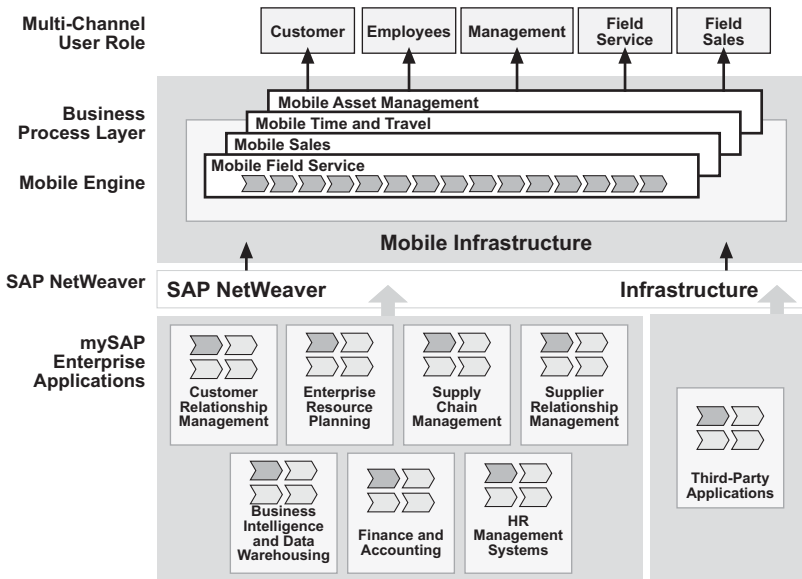 Multi-Channel
User Role
Customer
Employees
Management
Field
Service
Field
Sales
Business
Process Layer
Mobile Asset Management
Mobile Time and Travel
Mobile Sales
Mobile Field Service
Mobile Engine
Mobile Infrastructure
SAP NetWeaver
SAP NetWeaver
Infrastructure
mySAP
Enterprise
Applications
Customer
Relationship
Management
Enterprise
Resource
Planning
Supply
Chain
Management
Supplier
Relationship
Management
Third-Party
Applications
Business
Intelligence
and Data
Warehousing
Finance and
Accounting
HR
Management
Systems